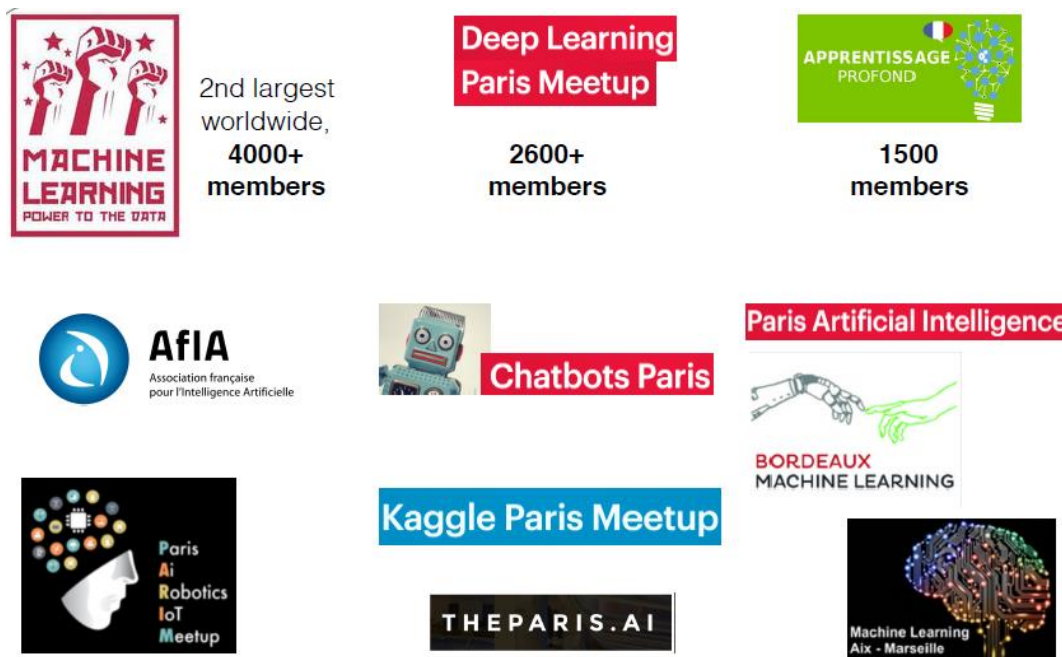 MACHINE
LEARNING
POWER TO THE DATA
2nd largest
worldwide,
4000+
members
Deep Learning
Paris Meetup
2600+
members
APPRENTISSAGE
PROFOND
1500
members
AfIA
Association française
pour l'Intelligence Artificielle
Chatbots Paris
Paris Artificial Intelligence
BORDEAUX
MACHINE LEARNING
Paris
Ai
Robotics
IoT
Meetup
Kaggle Paris Meetup
THEPARIS.AI
Machine Learning
Aix - Marseille